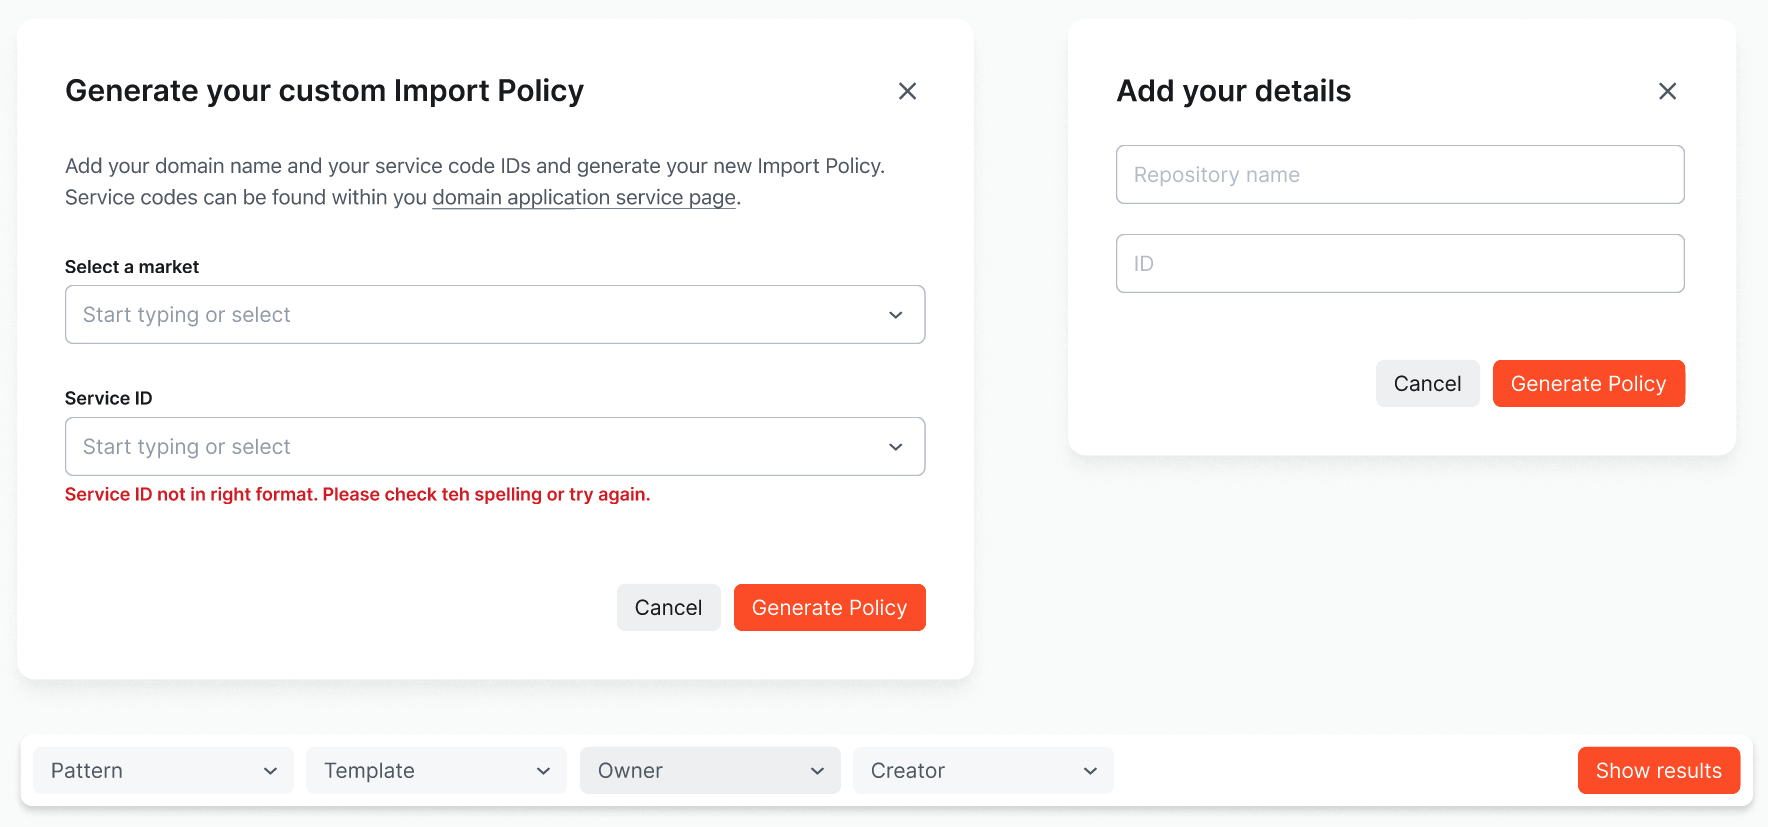 Generate your custom Import Policy
Add your domain name and your service code IDs and generate your new Import Policy.
Service codes can be found within you domain application service page.
Select a market
Start typing or select
Service ID
Start typing or select
Service ID not in right format. Please check teh spelling or try again.
Cancel
Generate Policy
Add your details
Repository name
ID
Cancel
Generate Policy
Pattern
Template
Owner
Creator
Show results